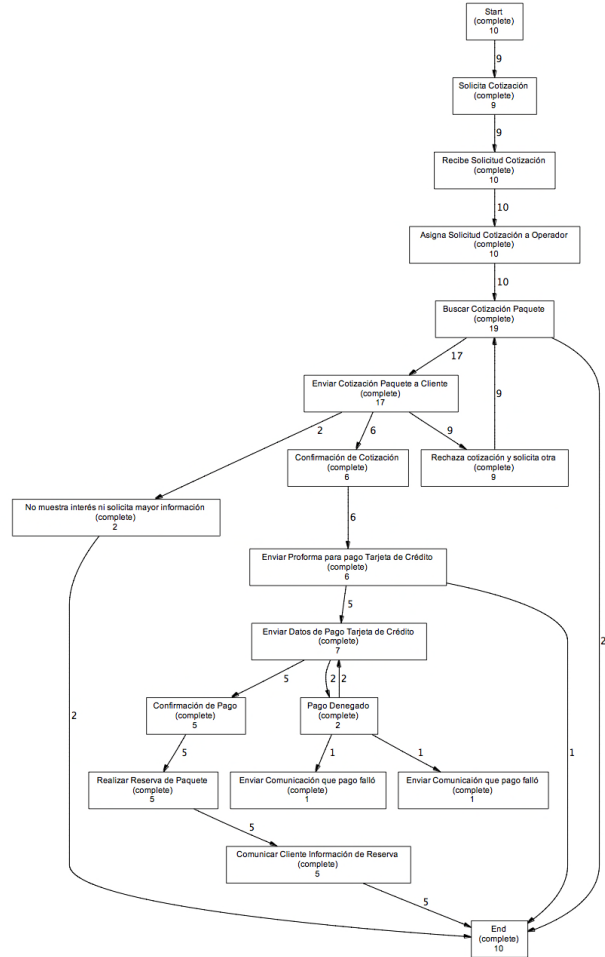 Start
(complete)
10
9
Solicita Cotización
(complete)
9
9
Recibe Solicitud Cotización
(complete)
10
10
Asigna Solicitud Cotización a Operador
(complete)
10
10
Buscar Cotización Paquete
(complete)
19
17
Enviar Cotización Paquete a Cliente
(complete)
17
9
2
6
9
Confirmación de Cotización
(complete)
6
Rechaza cotización y solicita otra
(complete)
9
No muestra interés ni solicita mayor información
(complete)
2
6
Enviar Proforma para pago Tarjeta de Crédito
(complete)
6
5
Enviar Datos de Pago Tarjeta de Crédito
(complete)
7
2
5
2
2
Confirmación de Pago
(complete)
5
Pago Denegado
(complete)
2
2
5
1
1
1
Realizar Reserva de Paquete
(complete)
5
Enviar Comunicación que pago falló
(complete)
1
Enviar Comunicaión que pago falló
(complete)
1
5
Comunicar Cliente Información de Reserva
(complete)
5
5
End
(complete)
10